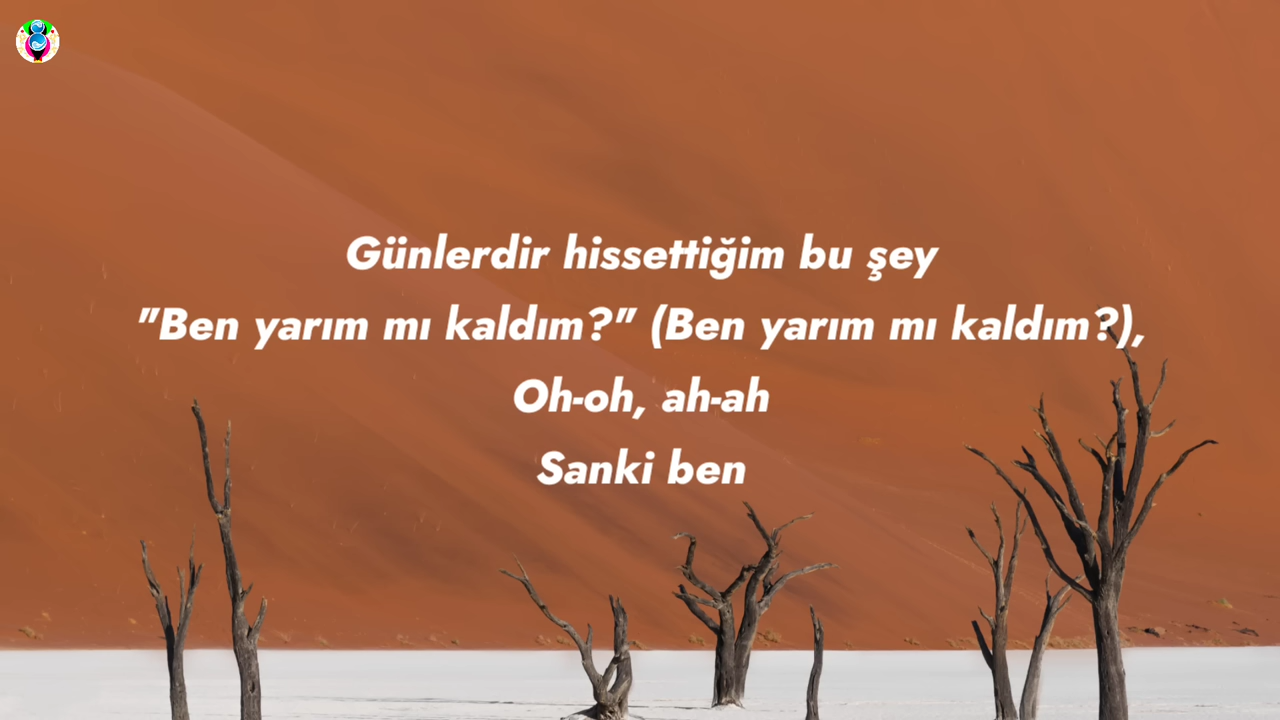 Günlerdir hissettiğim bu şey
"Ben yarım mı kaldım?" (Ben yarım mı kaldım?),
Oh-oh, ah-ah
Sanki ben